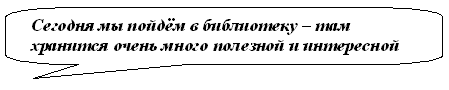 Сегодня мы пойдём в библиотеку – там
хранится очень много полезной и интересной